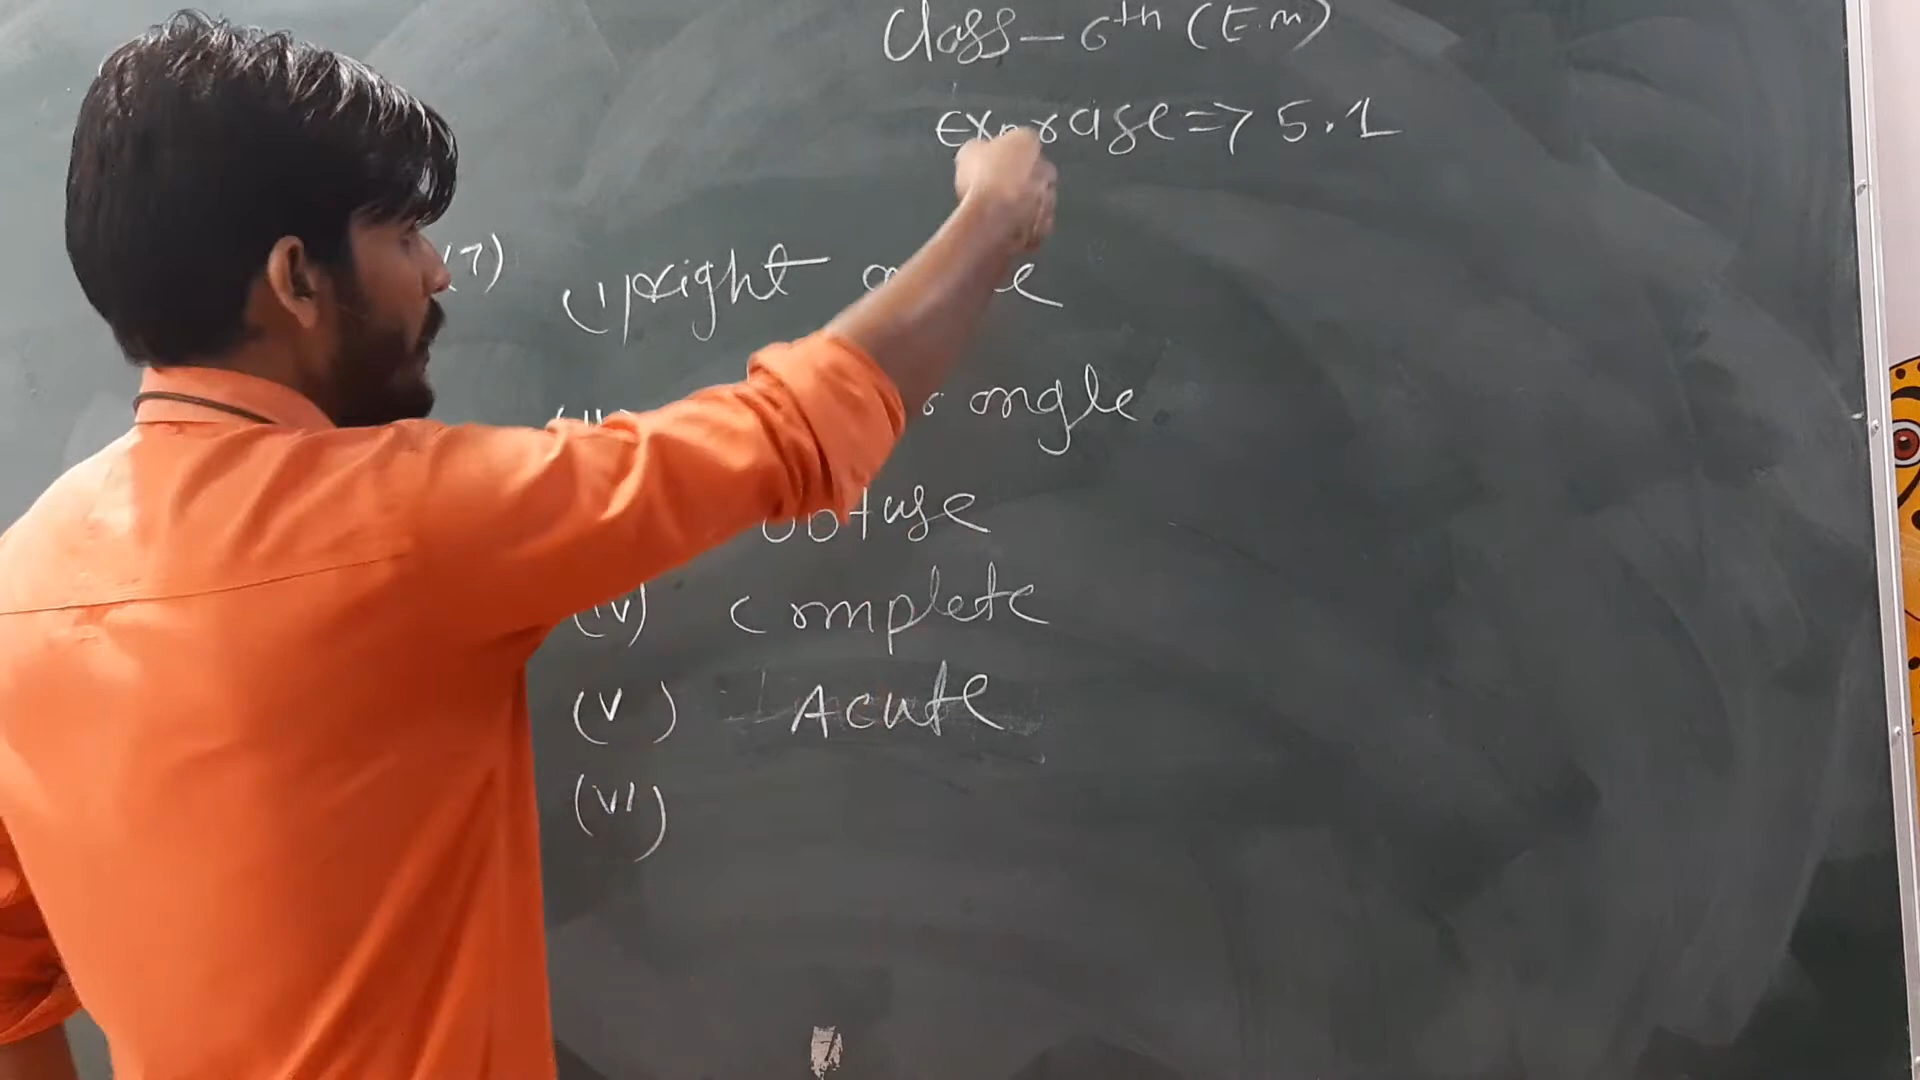 Class - 6th (E.m)
Exercise => 5.1
(7)
(i) Right
angle
obtuse
(iv) complete
(v) Acute
(vi)